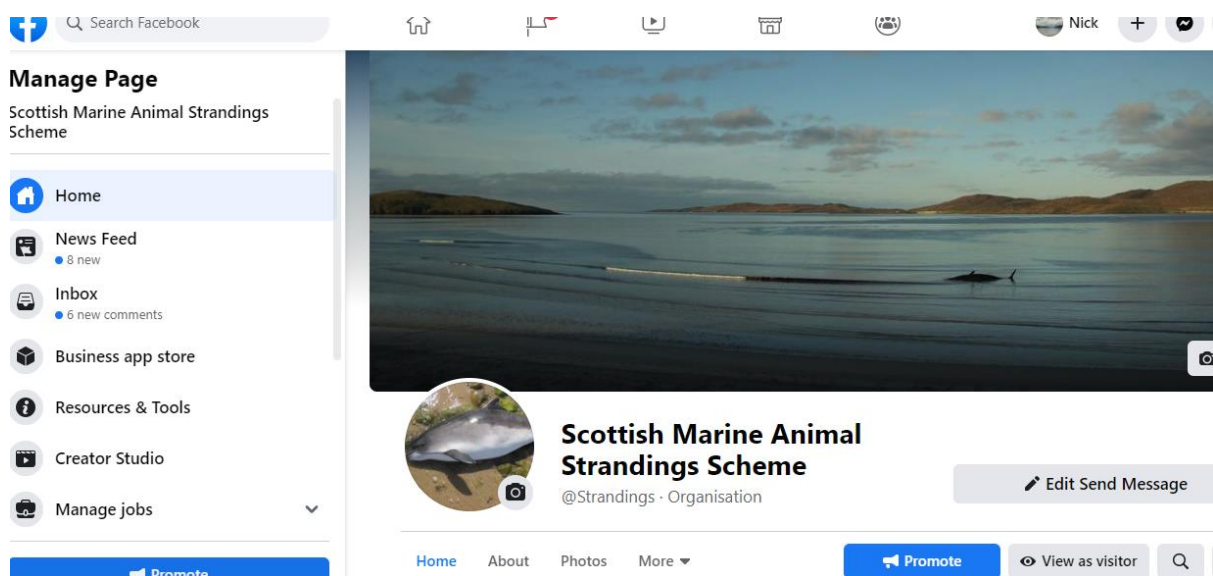 Search Facebook
Nick
Manage Page
Scottish Marine Animal Strandings
Scheme
Home
News Feed
8 new
Inbox
6 new comments
Business app store
Resources & Tools
Creator Studio
Manage jobs
Promote
Scottish Marine Animal
Strandings Scheme
@Strandings · Organisation
Edit Send Message
Home About Photos More
Promote
View as visitor